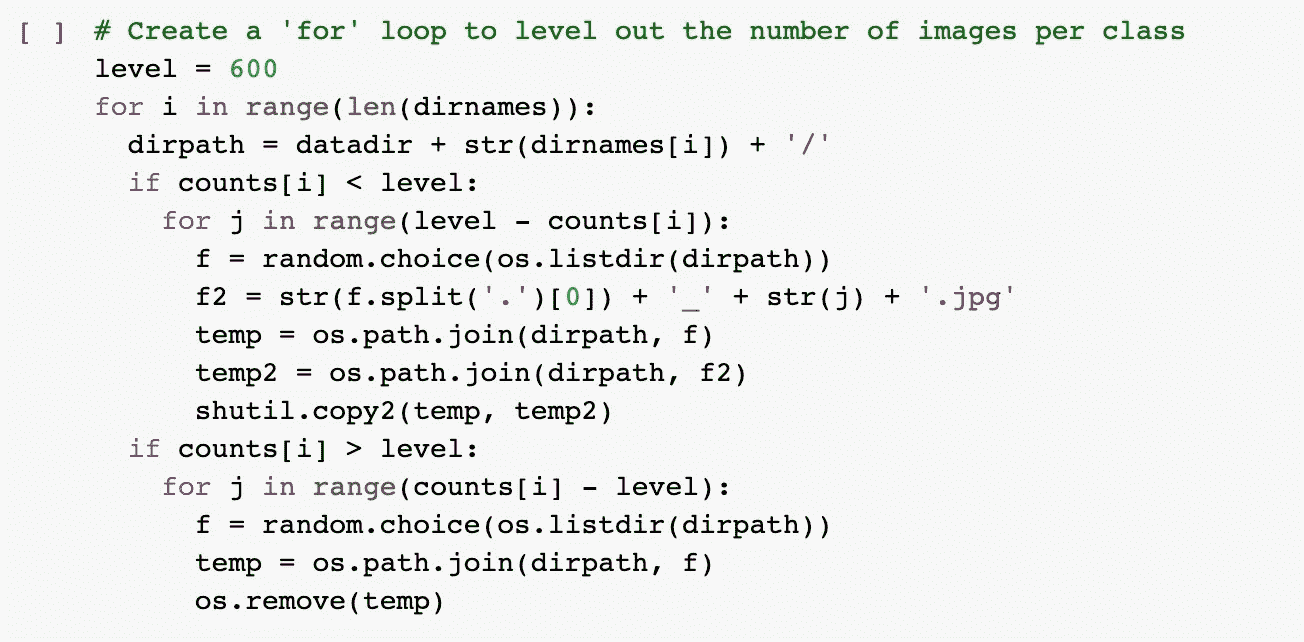 [ ] # Create a 'for' loop to level out the number of images per class
level = 600
for i in range(len(dirnames)):
  dirpath = datadir + str(dirnames[i]) + '/'
  if counts[i] < level:
    for j in range(level - counts[i]):
      f = random.choice(os.listdir(dirpath))
      f2 = str(f.split('.')[0]) + '_' + str(j) + '.jpg'
      temp = os.path.join(dirpath, f)
      temp2 = os.path.join(dirpath, f2)
      shutil.copy2(temp, temp2)
  if counts[i] > level:
    for j in range(counts[i] - level):
      f = random.choice(os.listdir(dirpath))
      temp = os.path.join(dirpath, f)
      os.remove(temp)